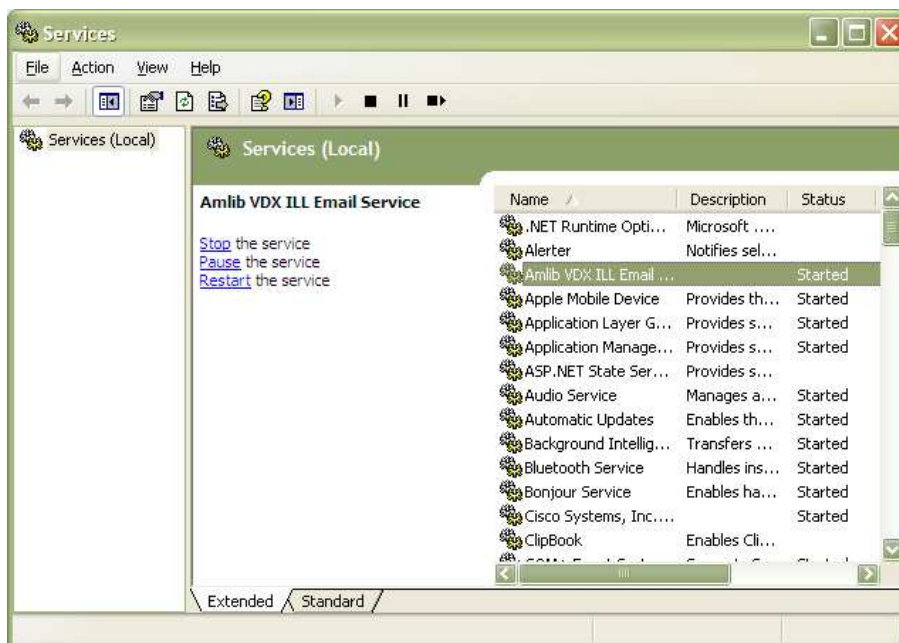 Services
File Action View Help
Services (Local)
Services (Local)
Amlib VDX ILL Email Service
Stop the service
Pause the service
Restart the service
Name Description Status
.NET Runtime Opti... Microsoft ....
Alerter Notifies sel...
Amlib VDX ILL Email ... Started
Apple Mobile Device Provides th... Started
Application Layer G... Provides s... Started
Application Manage... Provides s... Started
ASP.NET State Ser... Provides s...
Audio Service Manages a... Started
Automatic Updates Enables th... Started
Background Intellig... Transfers ... Started
Bluetooth Service Handles ins... Started
Bonjour Service Enables ha... Started
Cisco Systems, Inc.... Started
ClipBook Enables Cli...
Extended Standard